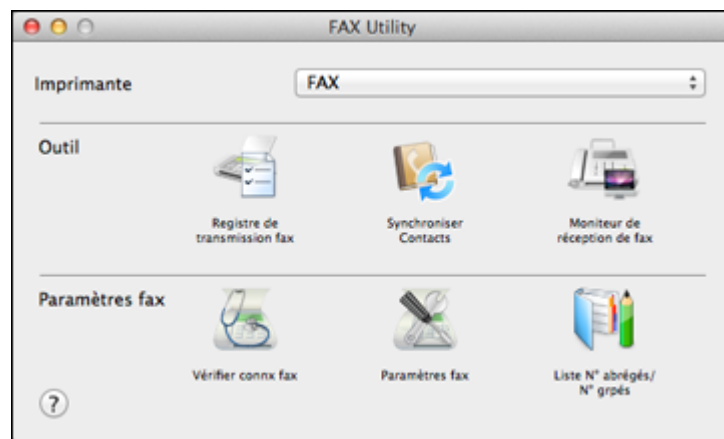 FAX Utility
Imprimante
FAX
Outil
Registre de
transmission fax
Synchroniser
Contacts
Moniteur de
réception de fax
Paramètres fax
Vérifier connx fax
Paramètres fax
Liste N° abrégés/
N° grpés
?